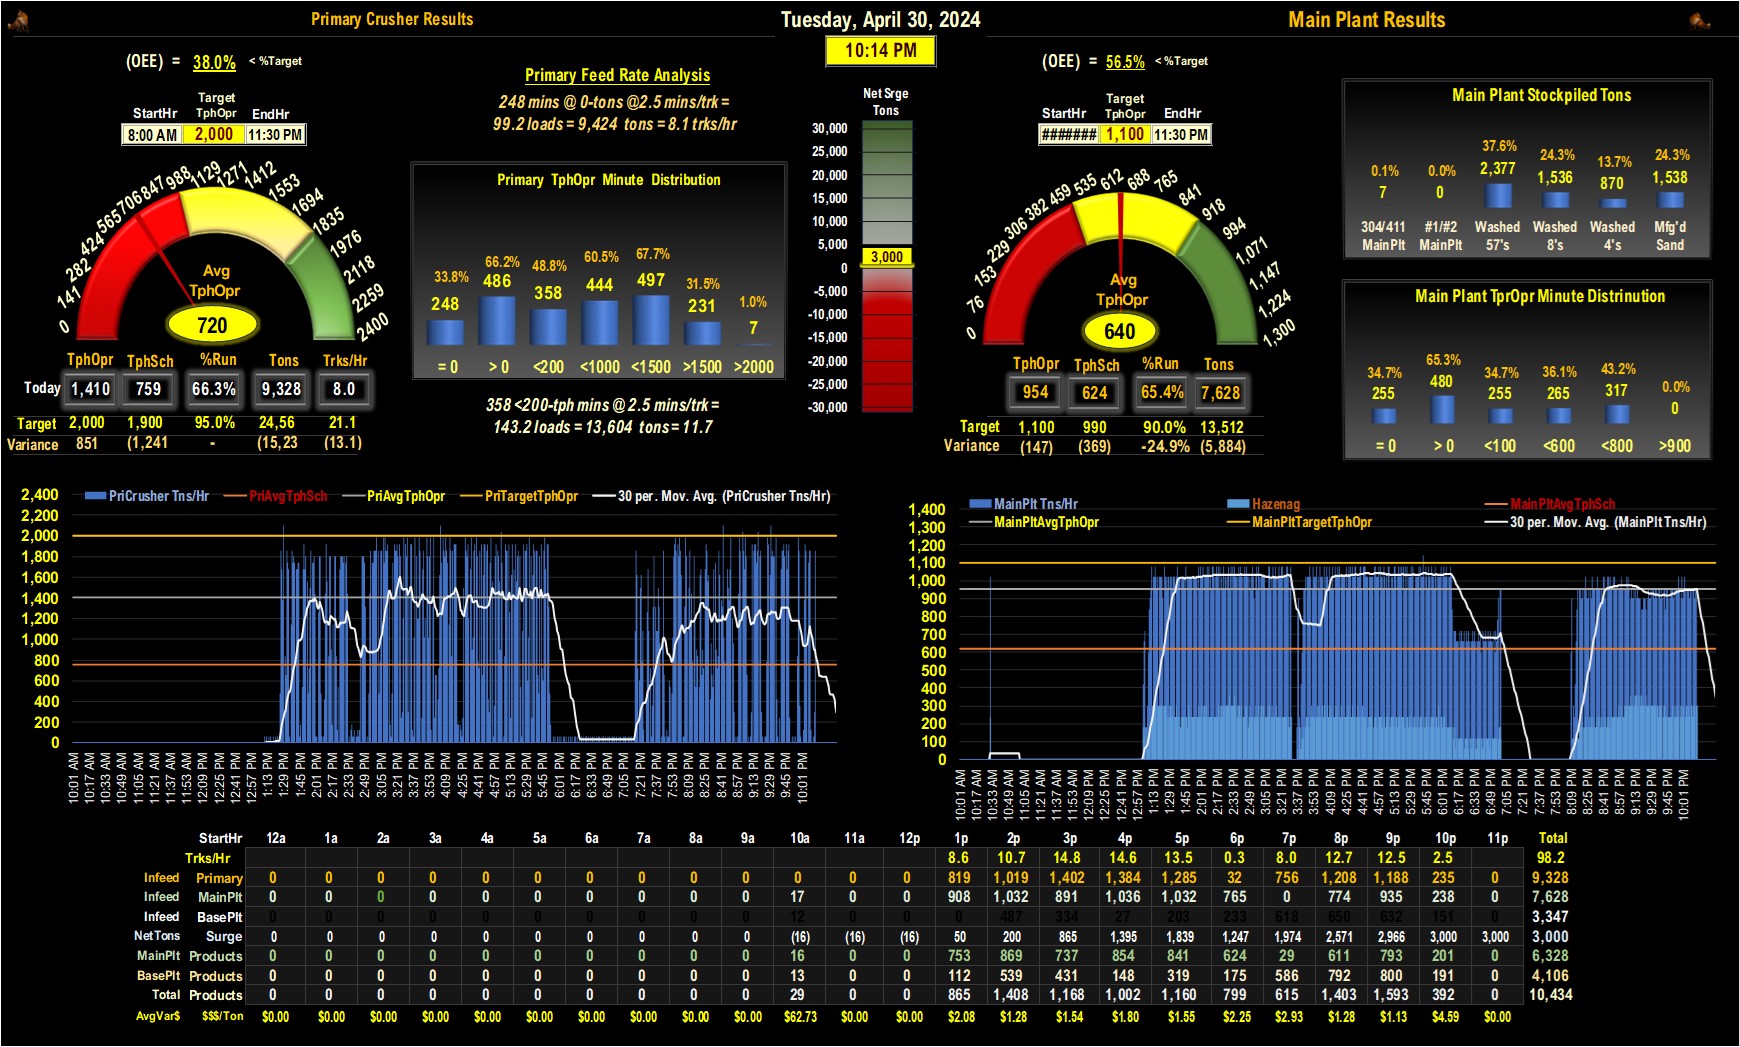 Primary Crusher Results
Tuesday, April 30, 2024
Main Plant Results
10:14 PM
(OEE) = 38.0% < %Target
StartHr Target TphOpr EndHr
8:00 AM 2,000 11:30 PM
Primary Feed Rate Analysis
248 mins @ 0-tons @2.5 mins/trk =
99.2 loads = 9,424 tons = 8.1 trks/hr
0 141 282 424 565 706 847 988 1129 1271 1412 1553 1694 1835 1976 2118 2259 2400
Avg
TphOpr
720
TphOpr TphSch %Run Tons Trks/Hr
Today 1,410 759 66.3% 9,328 8.0
Target 2,000 1,900 95.0% 24,56 21.1
Variance 851 (1,241 - (15,23 (13.1)
Primary TphOpr Minute Distribution
33.8% 66.2% 48.8% 60.5% 67.7% 31.5% 1.0%
248 486 358 444 497 231 7
= 0 > 0 <200 <1000 <1500 >1500 >2000
358 <200-tph mins @ 2.5 mins/trk =
143.2 loads = 13,604 tons = 11.7
Net Srge
Tons
30,000
25,000
20,000
15,000
10,000
5,000
3,000
0
-5,000
-10,000
-15,000
-20,000
-25,000
-30,000
(OEE) = 56.5% < %Target
StartHr Target TphOpr EndHr
####### 1,100 11:30 PM
0 76 153 229 306 382 459 535 612 688 765 841 918 994 1,071 1,147 1,224 1,300
Avg
TphOpr
640
TphOpr TphSch %Run Tons
954 624 65.4% 7,628
Target 1,100 990 90.0% 13,512
Variance (147) (369) -24.9% (5,884)
Main Plant Stockpiled Tons
0.1% 0.0% 37.6% 24.3% 13.7% 24.3%
7 0 2,377 1,536 870 1,538
304/411 #1/#2 Washed Washed Washed Mfg'd
MainPlt MainPlt 57's 8's 4's Sand
Main Plant TprOpr Minute Distrinution
34.7% 65.3% 34.7% 36.1% 43.2% 0.0%
255 480 255 265 317 0
= 0 > 0 <100 <600 <800 >900
PriCrusher Tns/Hr PriAvgTphSch PriAvgTphOpr PriTargetTphOpr 30 per. Mov. Avg. (PriCrusher Tns/Hr)
2,400
2,200
2,000
1,800
1,600
1,400
1,200
1,000
800
600
400
200
0
10:01 AM 10:17 AM 10:33 AM 10:49 AM 11:05 AM 11:21 AM 11:37 AM 11:53 AM 12:09 PM 12:25 PM 12:41 PM 12:57 PM 1:13 PM 1:29 PM 1:45 PM 2:01 PM 2:17 PM 2:33 PM 2:49 PM 3:05 PM 3:21 PM 3:37 PM 3:53 PM 4:09 PM 4:25 PM 4:41 PM 4:57 PM 5:13 PM 5:29 PM 5:45 PM 6:01 PM 6:17 PM 6:33 PM 6:49 PM 7:05 PM 7:21 PM 7:37 PM 7:53 PM 8:09 PM 8:25 PM 8:41 PM 8:57 PM 9:13 PM 9:29 PM 9:45 PM 10:01 PM
MainPlt Tns/Hr Hazenag MainPltAvgTphSch
MainPltAvgTphOpr MainPltTargetTphOpr 30 per. Mov. Avg. (MainPlt Tns/Hr)
1,400
1,300
1,200
1,100
1,000
900
800
700
600
500
400
300
200
100
0
10:01 AM 10:17 AM 10:33 AM 10:49 AM 11:05 AM 11:21 AM 11:37 AM 11:53 AM 12:09 PM 12:25 PM 12:41 PM 12:57 PM 1:13 PM 1:29 PM 1:45 PM 2:01 PM 2:17 PM 2:33 PM 2:49 PM 3:05 PM 3:21 PM 3:37 PM 3:53 PM 4:09 PM 4:25 PM 4:41 PM 4:57 PM 5:13 PM 5:29 PM 5:45 PM 6:01 PM 6:17 PM 6:33 PM 6:49 PM 7:05 PM 7:21 PM 7:37 PM 7:53 PM 8:09 PM 8:25 PM 8:41 PM 8:57 PM 9:13 PM 9:29 PM 9:45 PM 10:01 PM
StartHr 12a 1a 2a 3a 4a 5a 6a 7a 8a 9a 10a 11a 12p 1p 2p 3p 4p 5p 6p 7p 8p 9p 10p 11p Total
Trks/Hr 8.6 10.7 14.8 14.6 13.5 0.3 8.0 12.7 12.5 2.5 98.2
Infeed Primary 0 0 0 0 0 0 0 0 0 0 0 0 0 819 1,019 1,402 1,384 1,285 32 756 1,208 1,188 235 0 9,328
Infeed MainPlt 0 0 0 0 0 0 0 0 0 0 17 0 0 908 1,032 891 1,036 1,032 765 0 774 935 238 0 7,628
Infeed BasePlt 0 0 0 0 0 0 0 0 0 0 12 0 0 0 487 334 27 203 233 618 650 632 151 0 3,347
NetTons Surge 0 0 0 0 0 0 0 0 0 0 (16) (16) (16) 50 200 865 1,395 1,839 1,247 1,974 2,571 2,966 3,000 3,000 3,000
MainPlt Products 0 0 0 0 0 0 0 0 0 0 16 0 0 753 869 737 854 841 624 29 611 793 201 0 6,328
BasePlt Products 0 0 0 0 0 0 0 0 0 0 13 0 0 112 539 431 148 319 175 586 792 800 191 0 4,106
Total Products 0 0 0 0 0 0 0 0 0 0 29 0 0 865 1,408 1,168 1,002 1,160 799 615 1,403 1,593 392 0 10,434
AvgVar$ $$$/Ton $0.00 $0.00 $0.00 $0.00 $0.00 $0.00 $0.00 $0.00 $0.00 $0.00 $62.73 $0.00 $0.00 $2.08 $1.28 $1.54 $1.80 $1.55 $2.25 $2.93 $1.28 $1.13 $4.59 $0.00